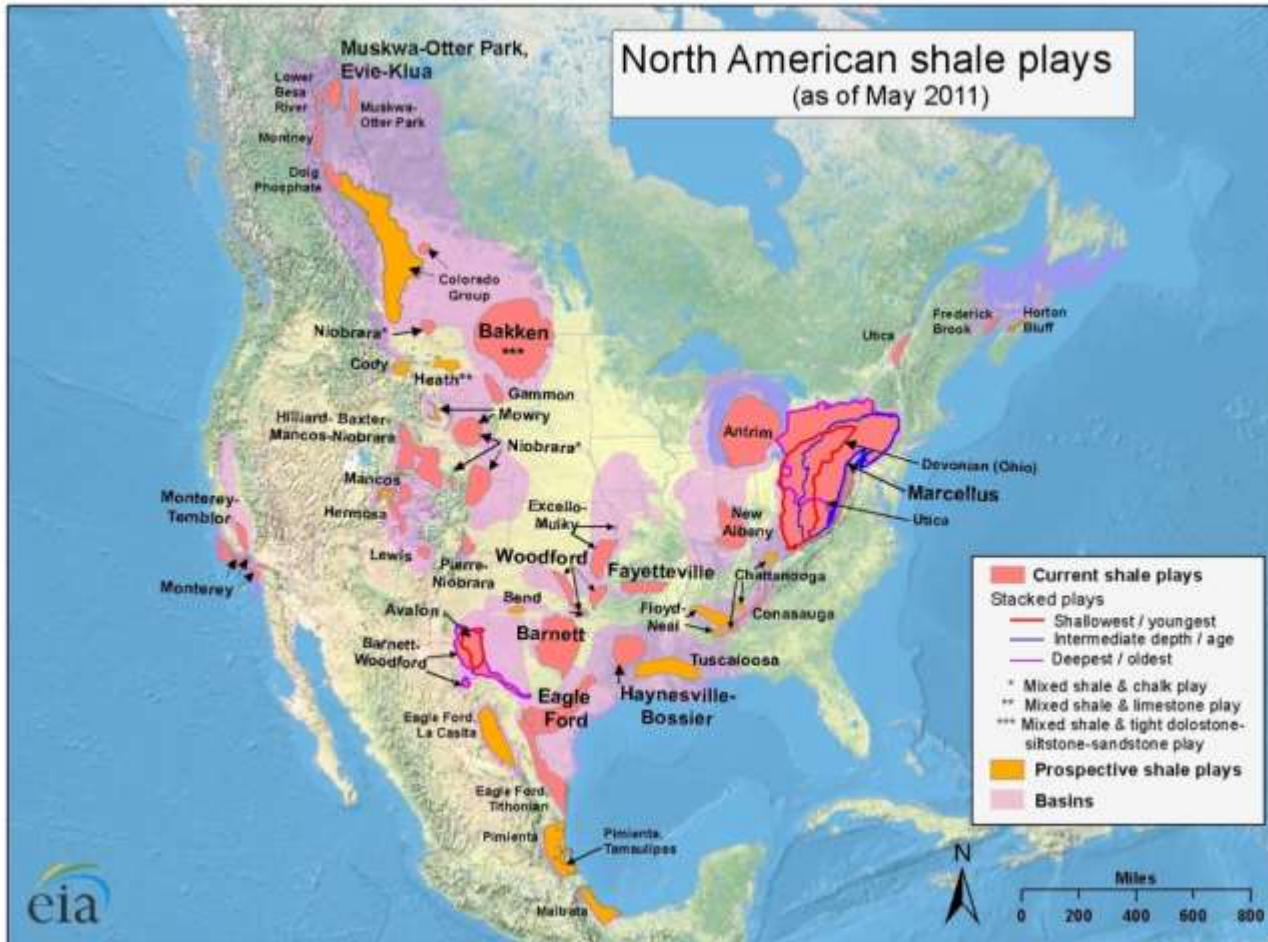 North American shale plays
(as of May 2011)
Muskwa-Otter Park,
Evie-Klua
Lower
Besa
River
Muskwa-
Otter Park
Montney
Doig
Phosphate
Colorado
Group
Niobrara*
Bakken
***
Cody
Heath**
Gammon
Mowry
Hilliard- Baxter-
Mancos-Niobrara
Niobrara*
Mancos
Hermosa
Monterey-
Temblor
Monterey
Lewis
Pierre-
Niobrara
Excello-
Mulky
Woodford
Fayetteville
New
Albany
Antrim
Utica
Frederick
Brook
Horton
Bluff
Devonian (Ohio)
Marcellus
Utica
Chattanooga
Conasauga
Floyd-
Neal
Bend
Avalon
Barnett-
Woodford
Barnett
Tuscaloosa
Haynesville-
Bossier
Eagle
Ford
Eagle Ford,
La Casita
Eagle Ford,
Tithonian
Pimienta
Pimienta,
Tamaulipas
Maltrata
Current shale plays
Stacked plays
Shallowest / youngest
Intermediate depth / age
Deepest / oldest
* Mixed shale & chalk play
** Mixed shale & limestone play
*** Mixed shale & tight dolostone-
siltstone-sandstone play
Prospective shale plays
Basins
N
Miles
0 200 400 600 800
eia